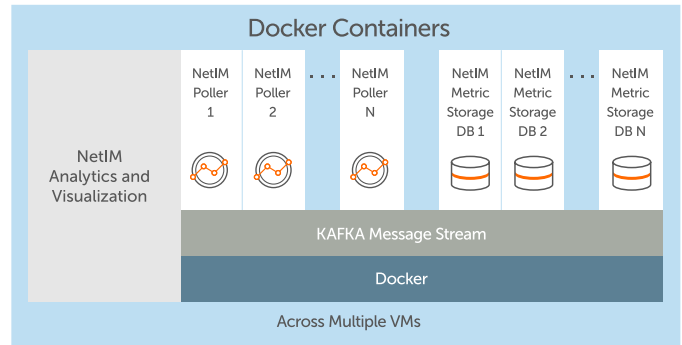 Docker Containers
NetIM
Analytics and
Visualization
NetIM
Poller
1
NetIM
Poller
2
...
NetIM
Poller
N
NetIM
Metric
Storage
DB 1
NetIM
Metric
Storage
DB 2
...
NetIM
Metric
Storage
DB N
KAFKA Message Stream
Docker
Across Multiple VMs